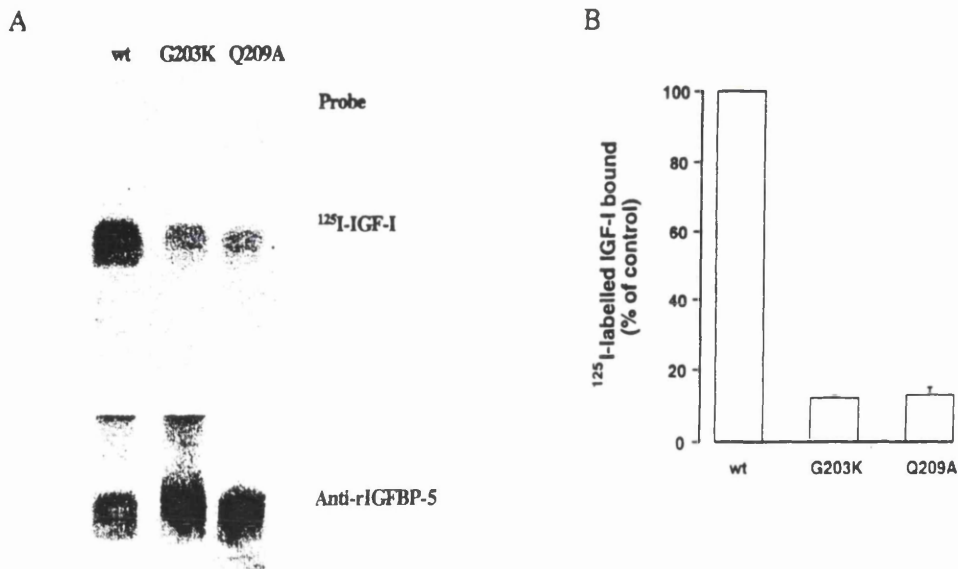 A
wt G203K Q209A
Probe
¹²⁵I-IGF-I
Anti-rIGFBP-5
B
¹²⁵I-labelled IGF-I bound
(% of control)
100
80
60
40
20
0
wt G203K Q209A